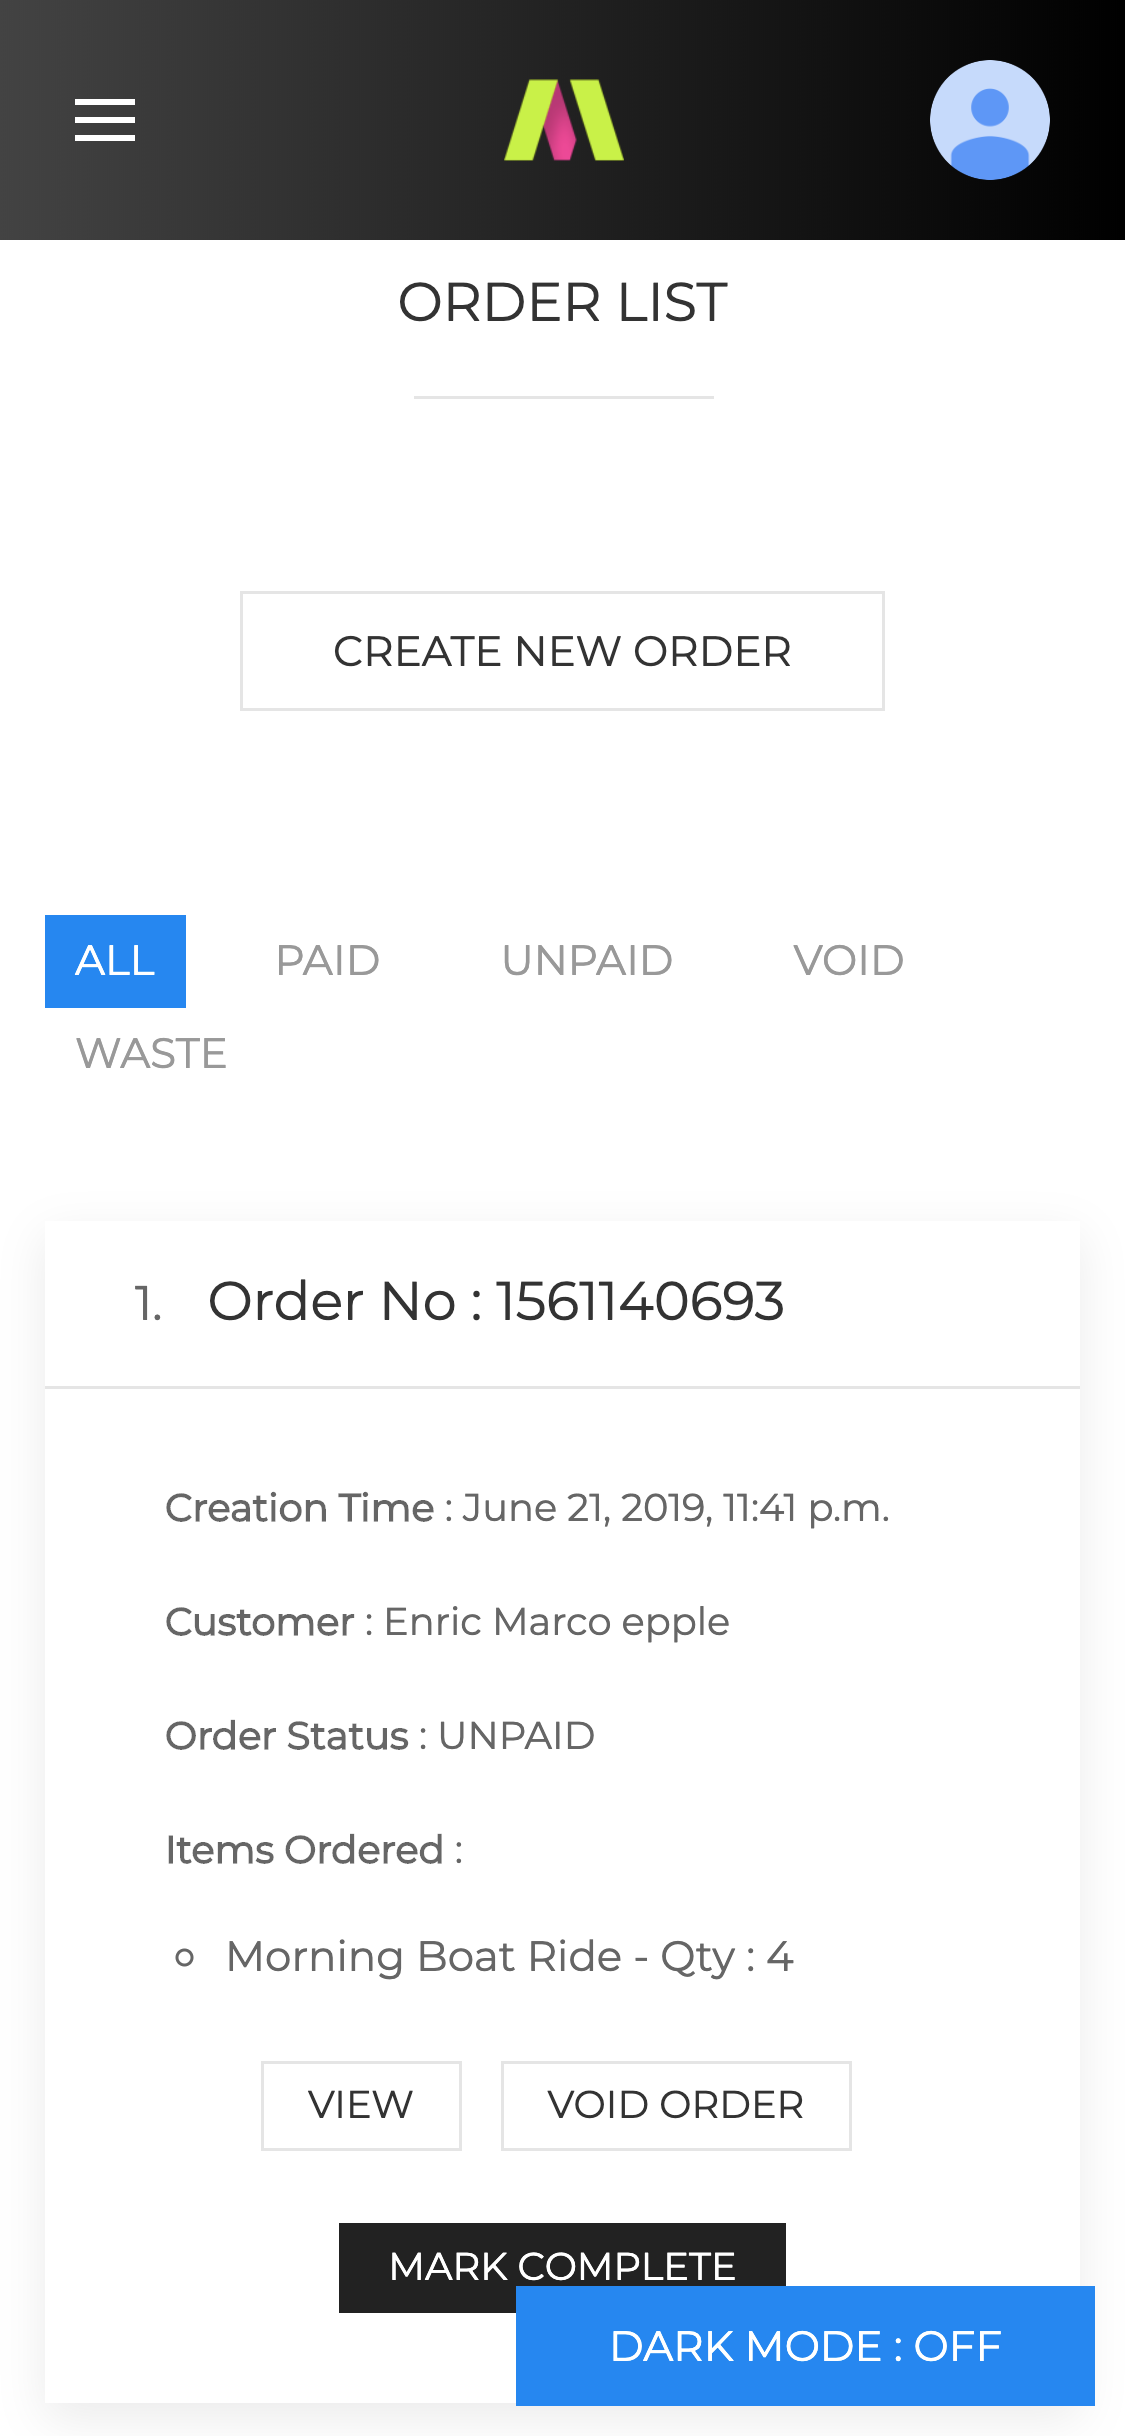 ORDER LIST
CREATE NEW ORDER
ALL PAID UNPAID VOID
WASTE
1. Order No : 1561140693
Creation Time : June 21, 2019, 11:41 p.m.
Customer : Enric Marco epple
Order Status : UNPAID
Items Ordered :
Morning Boat Ride - Qty : 4
VIEW VOID ORDER
MARK COMPLETE
DARK MODE : OFF